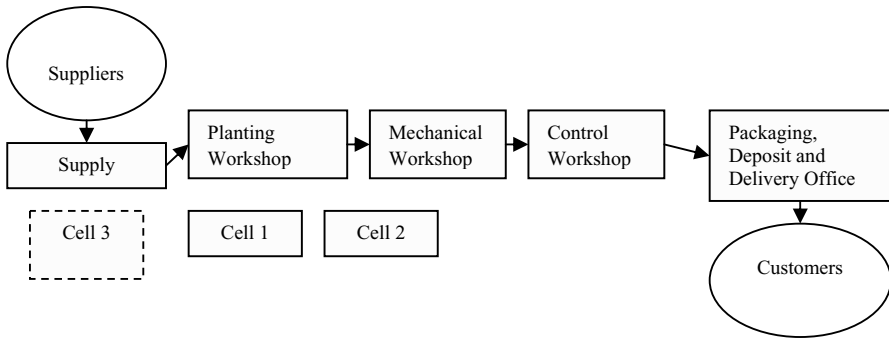 Suppliers
Supply
Planting
Workshop
Mechanical
Workshop
Control
Workshop
Packaging,
Deposit and
Delivery Office
Cell 3
Cell 1
Cell 2
Customers